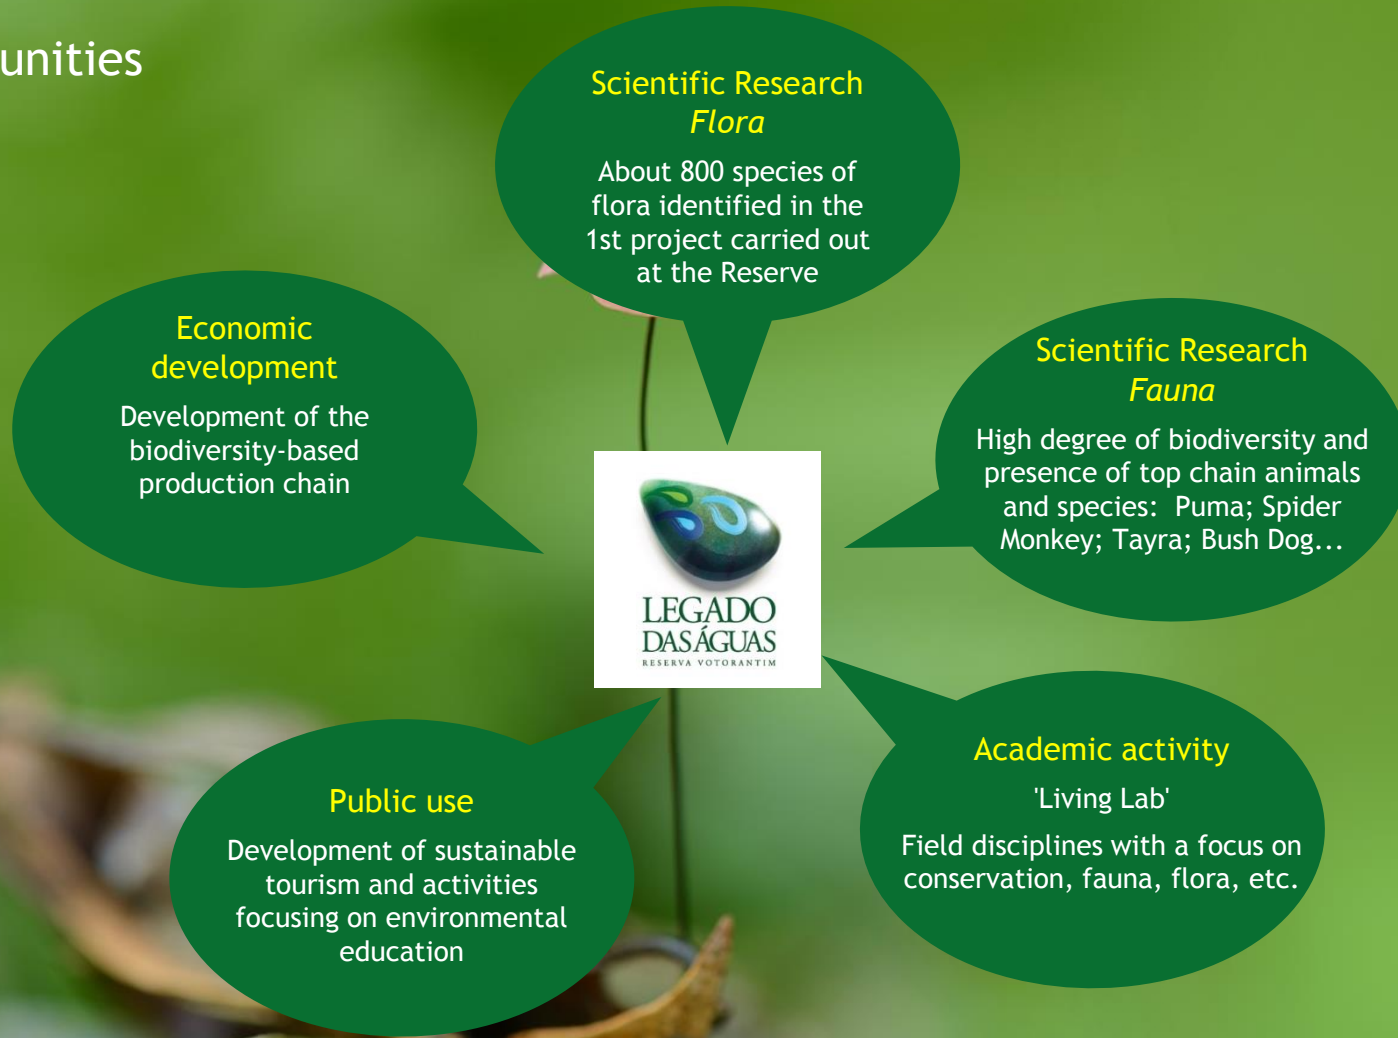 unities
Scientific Research
Flora
About 800 species of
flora identified in the
1st project carried out
at the Reserve
Economic
development
Development of the
biodiversity-based
production chain
Scientific Research
Fauna
High degree of biodiversity and
presence of top chain animals
and species:  Puma; Spider
Monkey; Tayra; Bush Dog...
LEGADO
DAS ÁGUAS
RESERVA VOTORANTIM
Academic activity
'Living Lab'
Field disciplines with a focus on
conservation, fauna, flora, etc.
Public use
Development of sustainable
tourism and activities
focusing on environmental
education